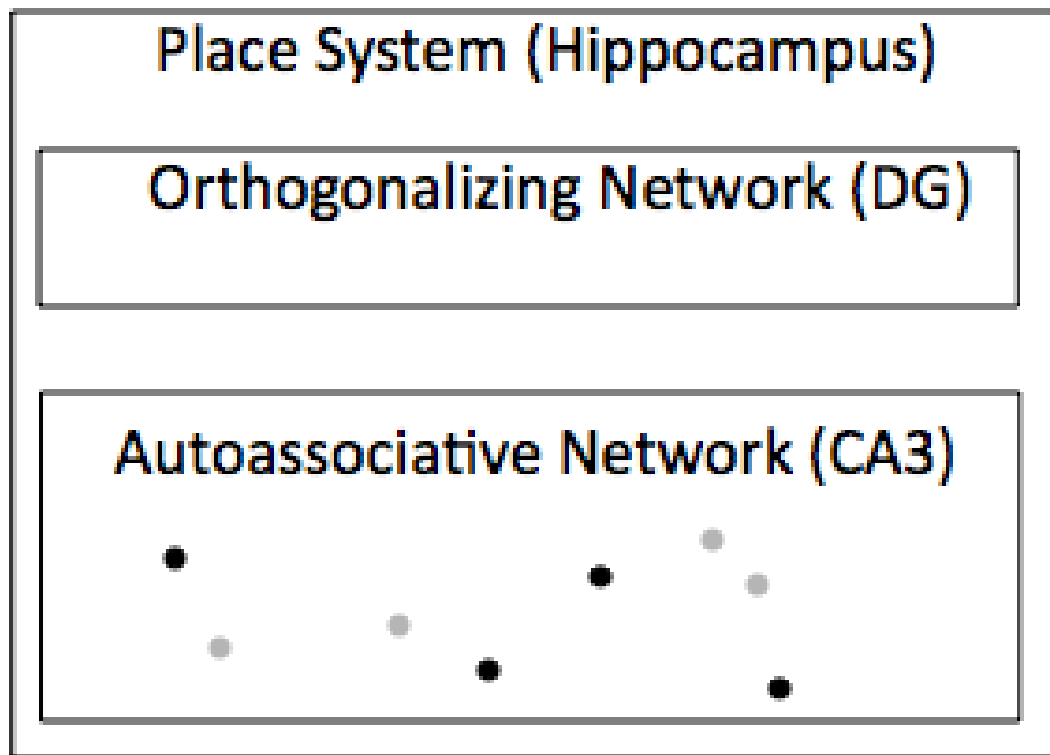 Place System (Hippocampus)
Orthogonalizing Network (DG)
Autoassociative Network (CA3)